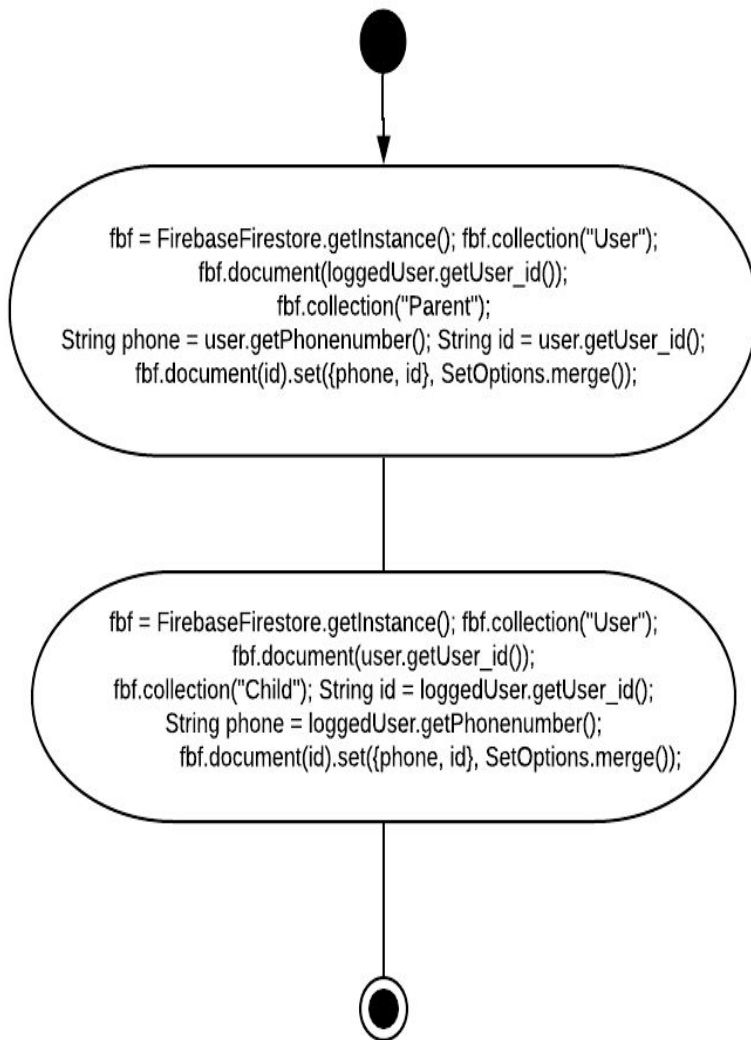 fbf = FirebaseFirestore.getInstance(); fbf.collection("User");
fbf.document(loggedUser.getUser_id());
fbf.collection("Parent");
String phone = user.getPhonenumber(); String id = user.getUser_id();
fbf.document(id).set({phone, id}, SetOptions.merge());
fbf = FirebaseFirestore.getInstance(); fbf.collection("User");
fbf.document(user.getUser_id());
fbf.collection("Child"); String id = loggedUser.getUser_id();
String phone = loggedUser.getPhonenumber();
fbf.document(id).set({phone, id}, SetOptions.merge());